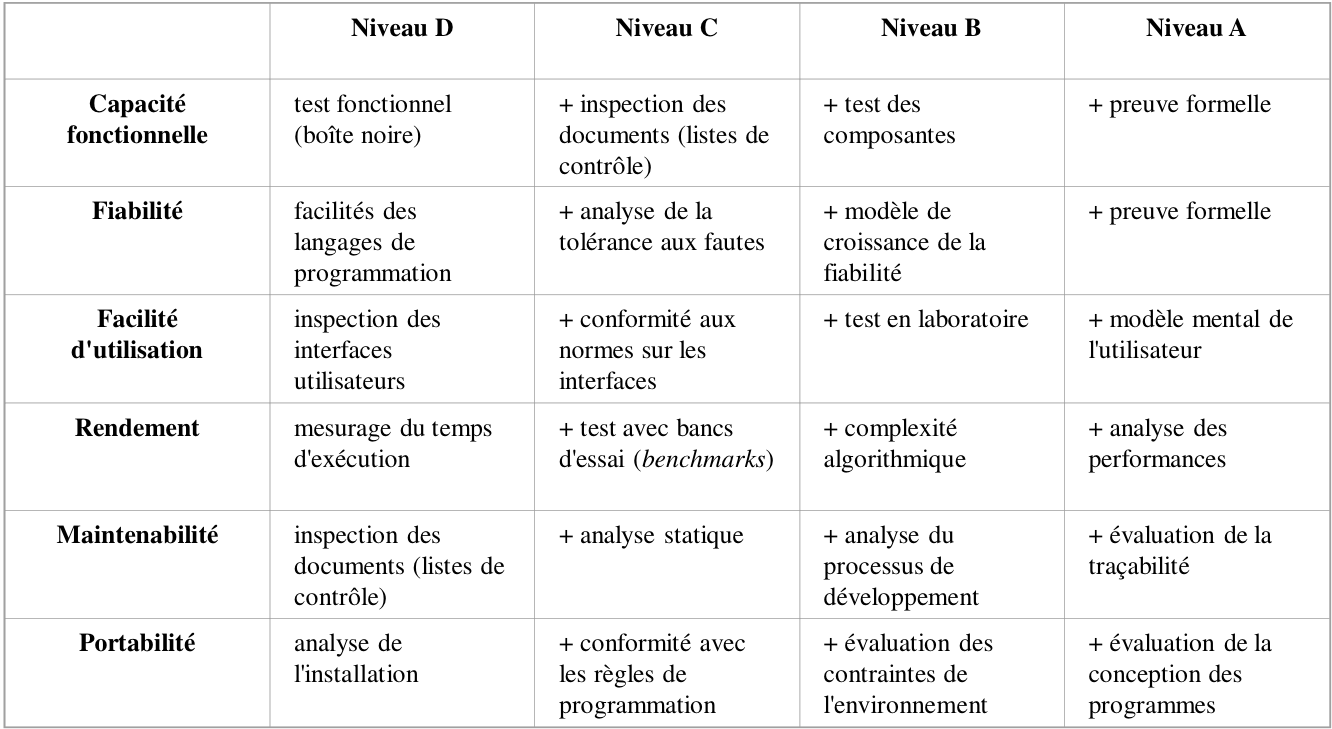 Niveau D Niveau C Niveau B Niveau A
Capacité
fonctionnelle
test fonctionnel
(boîte noire)
+ inspection des
documents (listes de
contrôle)
+ test des
composantes
+ preuve formelle
Fiabilité
facilités des
langages de
programmation
+ analyse de la
tolérance aux fautes
+ modèle de
croissance de la
fiabilité
+ preuve formelle
Facilité
d'utilisation
inspection des
interfaces
utilisateurs
+ conformité aux
normes sur les
interfaces
+ test en laboratoire
+ modèle mental de
l'utilisateur
Rendement
mesurage du temps
d'exécution
+ test avec bancs
d'essai (benchmarks)
+ complexité
algorithmique
+ analyse des
performances
Maintenabilité
inspection des
documents (listes de
contrôle)
+ analyse statique
+ analyse du
processus de
développement
+ évaluation de la
traçabilité
Portabilité
analyse de
l'installation
+ conformité avec
les règles de
programmation
+ évaluation des
contraintes de
l'environnement
+ évaluation de la
conception des
programmes